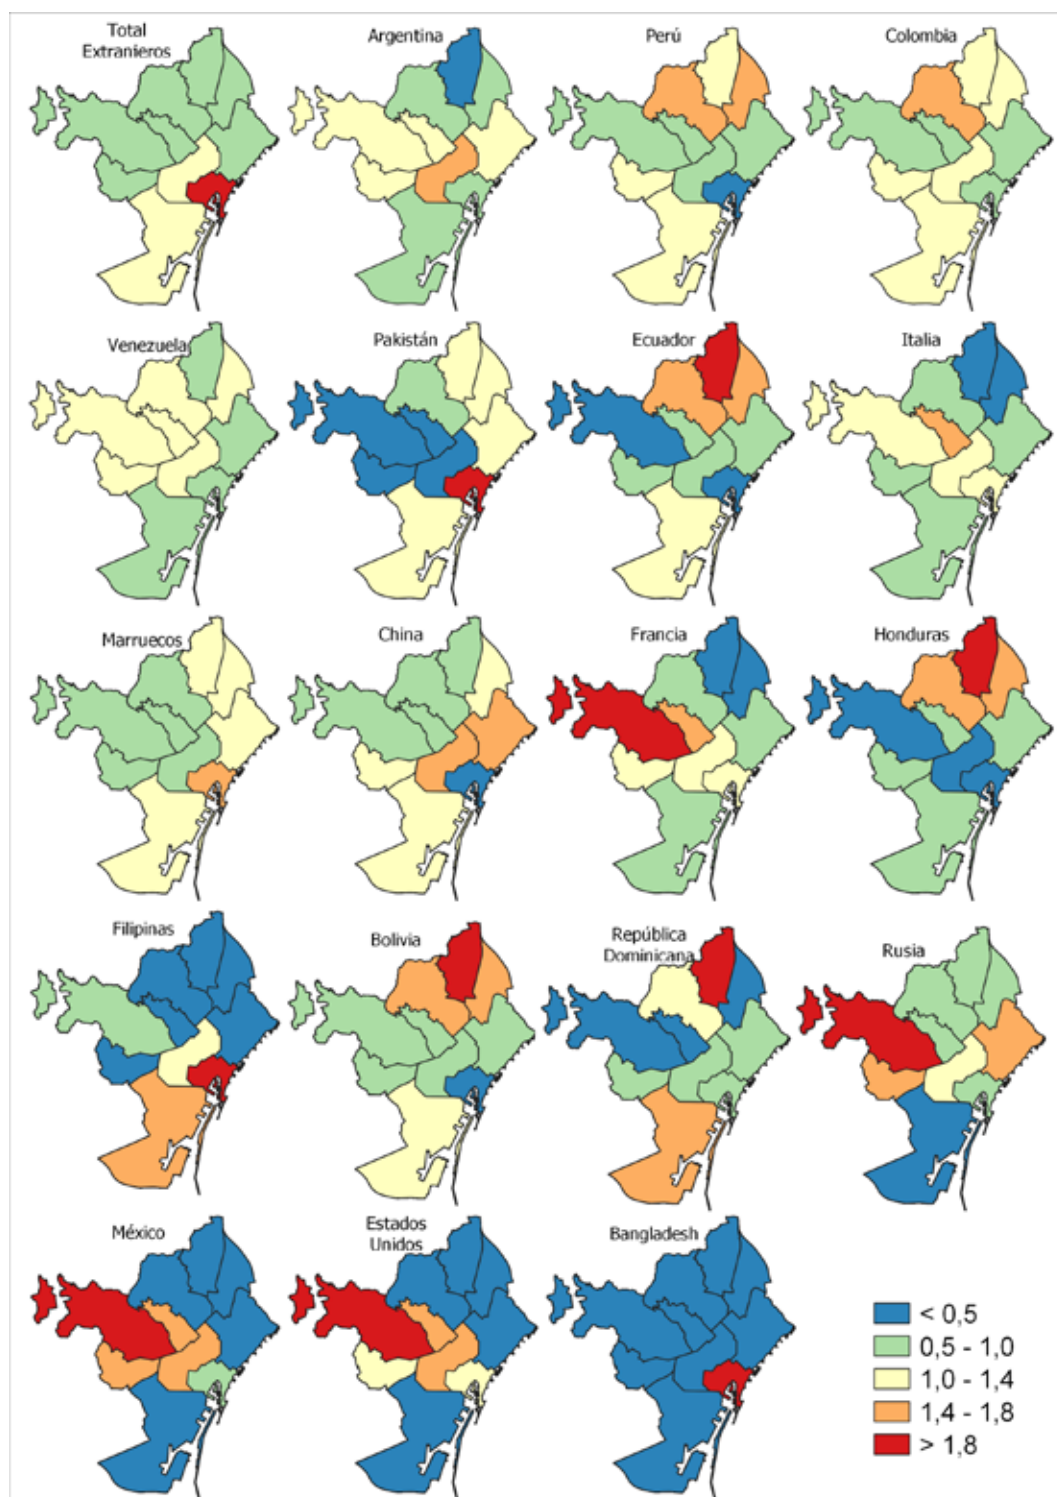 Total
Extranieros
Argentina
Perú
Colombia
Venezuela
Pakistán
Ecuador
Italia
Marruecos
China
Francia
Honduras
Filipinas
Bolivia
República
Dominicana
Rusia
México
Estados
Unidos
Bangladesh
< 0,5
0,5 - 1,0
1,0 - 1,4
1,4 - 1,8
> 1,8